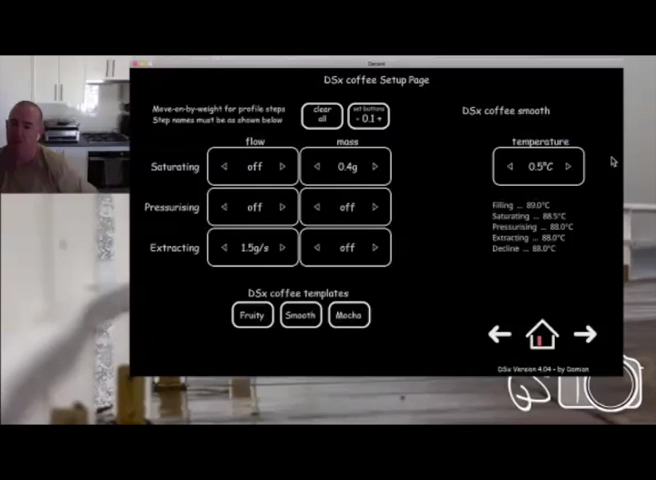 Decent
DSx coffee Setup Page
Move-on-by-weight for profile steps
Step names must be as shown below
clear
all
set buttons
- 0.1 +
DSx coffee smooth
flow
mass
temperature
Saturating
off
0.4g
0.5°C
Pressurising
off
off
Extracting
1.5g/s
off
Filling ... 89.0°C
Saturating ... 88.5°C
Pressurising ... 88.0°C
Extracting ... 88.0°C
Decline ... 88.0°C
DSx coffee templates
Fruity
Smooth
Mocha
DSx Version 4.04 - by Damian